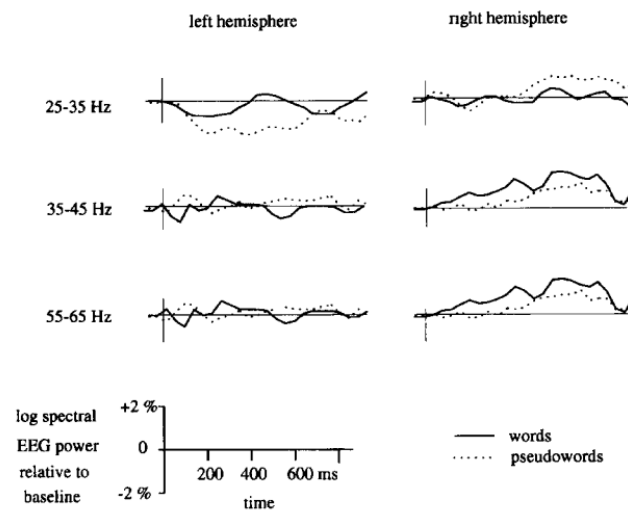 left hemisphere
right hemisphere
25-35 Hz
35-45 Hz
55-65 Hz
log spectral
EEG power
relative to
baseline
+2 %
0
-2 %
200 400 600 ms
time
words
pseudowords